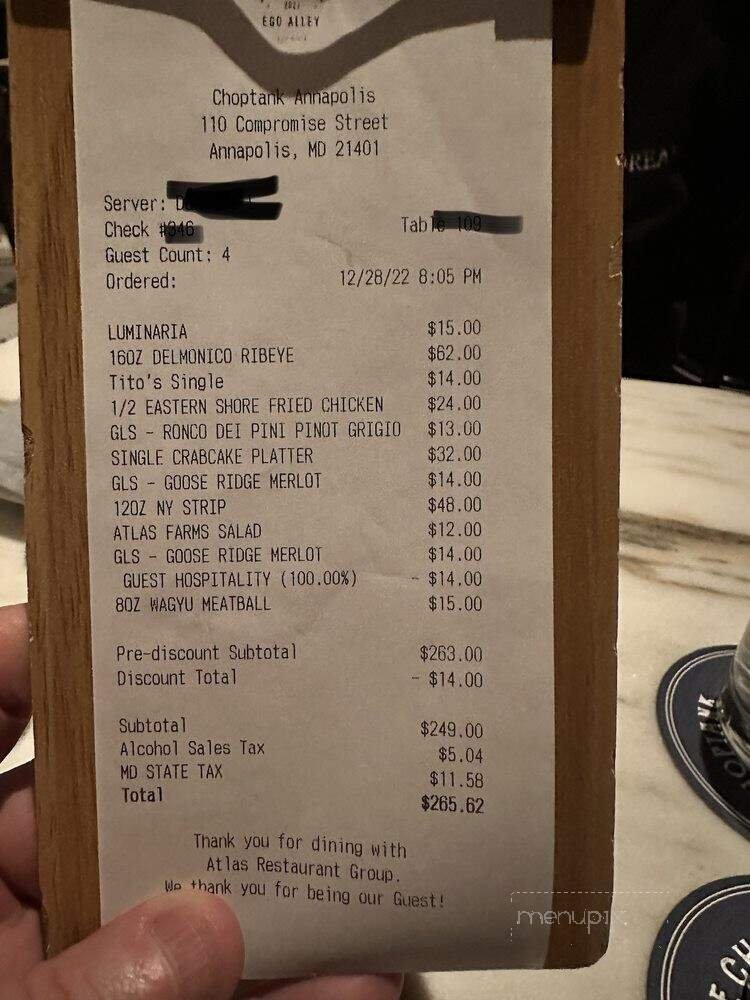 2021
EGO ALLEY
Choptank Annapolis
110 Compromise Street
Annapolis, MD 21401
Server:
Check #346
Table 109
Guest Count: 4
Ordered: 12/28/22 8:05 PM
LUMINARIA $15.00
16OZ DELMONICO RIBEYE $62.00
Tito's Single $14.00
1/2 EASTERN SHORE FRIED CHICKEN $24.00
GLS - RONCO DEI PINI PINOT GRIGIO $13.00
SINGLE CRABCAKE PLATTER $32.00
GLS - GOOSE RIDGE MERLOT $14.00
12OZ NY STRIP $48.00
ATLAS FARMS SALAD $12.00
GLS - GOOSE RIDGE MERLOT $14.00
GUEST HOSPITALITY (100.00%) - $14.00
8OZ WAGYU MEATBALL $15.00
Pre-discount Subtotal $263.00
Discount Total - $14.00
Subtotal $249.00
Alcohol Sales Tax $5.04
MD STATE TAX $11.58
Total $265.62
Thank you for dining with
Atlas Restaurant Group.
We thank you for being our Guest!
menupix